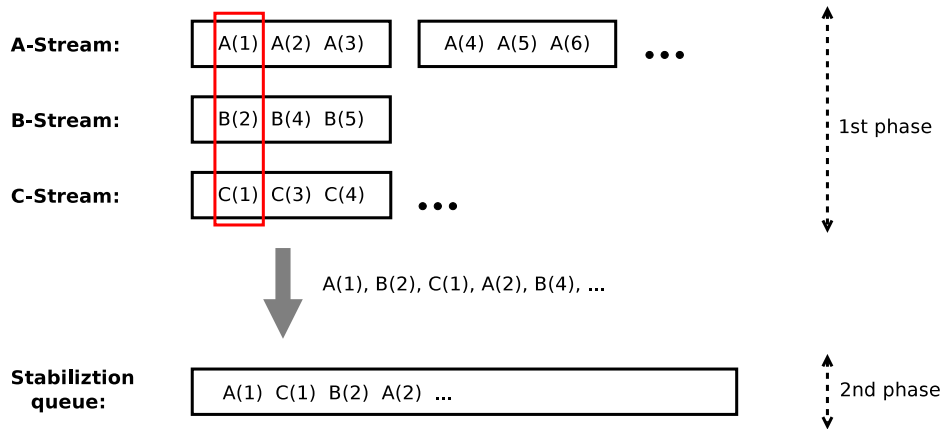 A-Stream: A(1) A(2) A(3) A(4) A(5) A(6) ...
B-Stream: B(2) B(4) B(5)
1st phase
C-Stream: C(1) C(3) C(4) ...
A(1), B(2), C(1), A(2), B(4), ...
Stabiliztion
queue:
A(1) C(1) B(2) A(2) ...
2nd phase